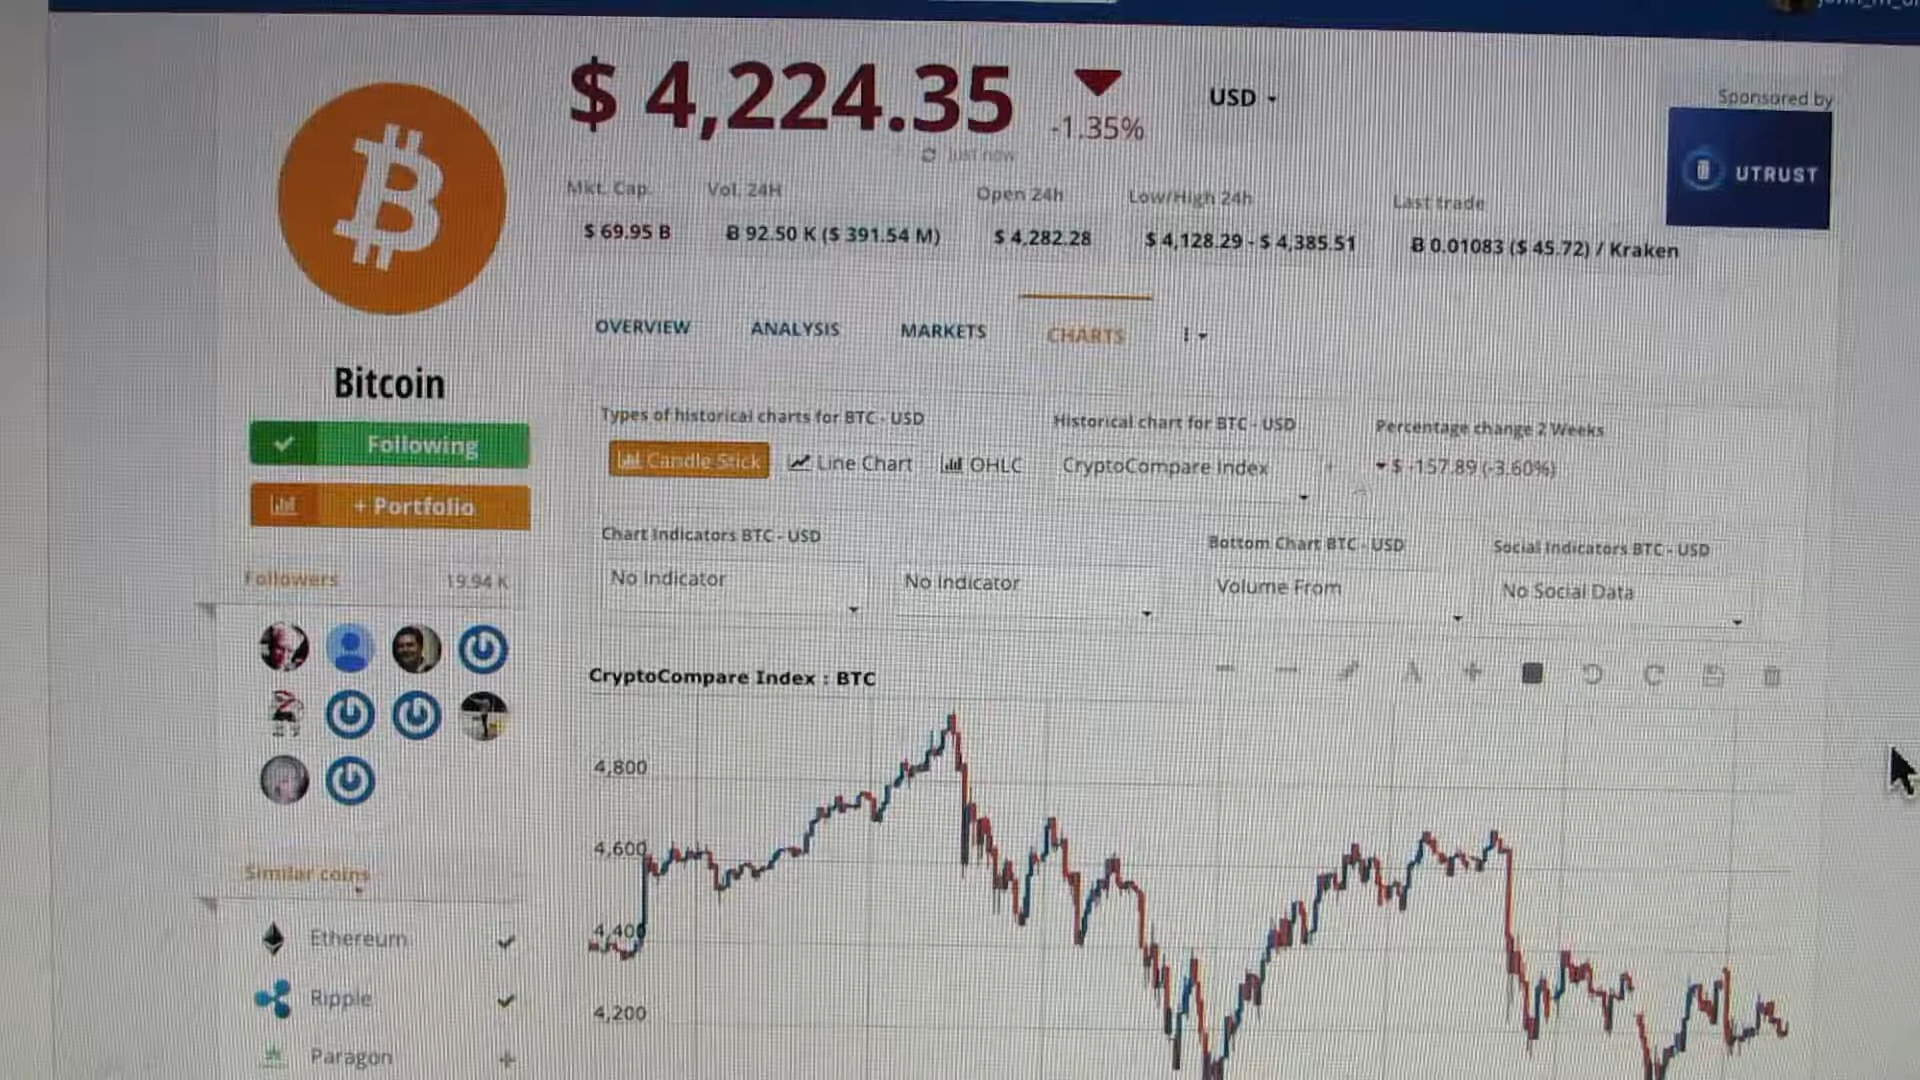 $ 4,224.35
-1.35%
USD
Just now
Sponsored by
UTRUST
Mkt. Cap.
Vol. 24H
Open 24h
Low/High 24h
Last trade
$ 69.95 B
Ƀ 92.50 K ($ 391.54 M)
$ 4,282.28
$ 4,128.29 - $ 4,385.51
Ƀ 0.01083 ($ 45.72) / Kraken
OVERVIEW
ANALYSIS
MARKETS
CHARTS
Bitcoin
Following
+ Portfolio
Followers
19.94 K
Similar coins
Ethereum
Ripple
Paragon
Types of historical charts for BTC - USD
Historical chart for BTC - USD
Percentage change 2 Weeks
Candle Stick
Line Chart
OHLC
CryptoCompare Index
$ -157.89 (-3.60%)
Chart Indicators BTC - USD
Bottom Chart BTC - USD
Social Indicators BTC - USD
No Indicator
No Indicator
Volume From
No Social Data
CryptoCompare Index : BTC
4,800
4,600
4,400
4,200